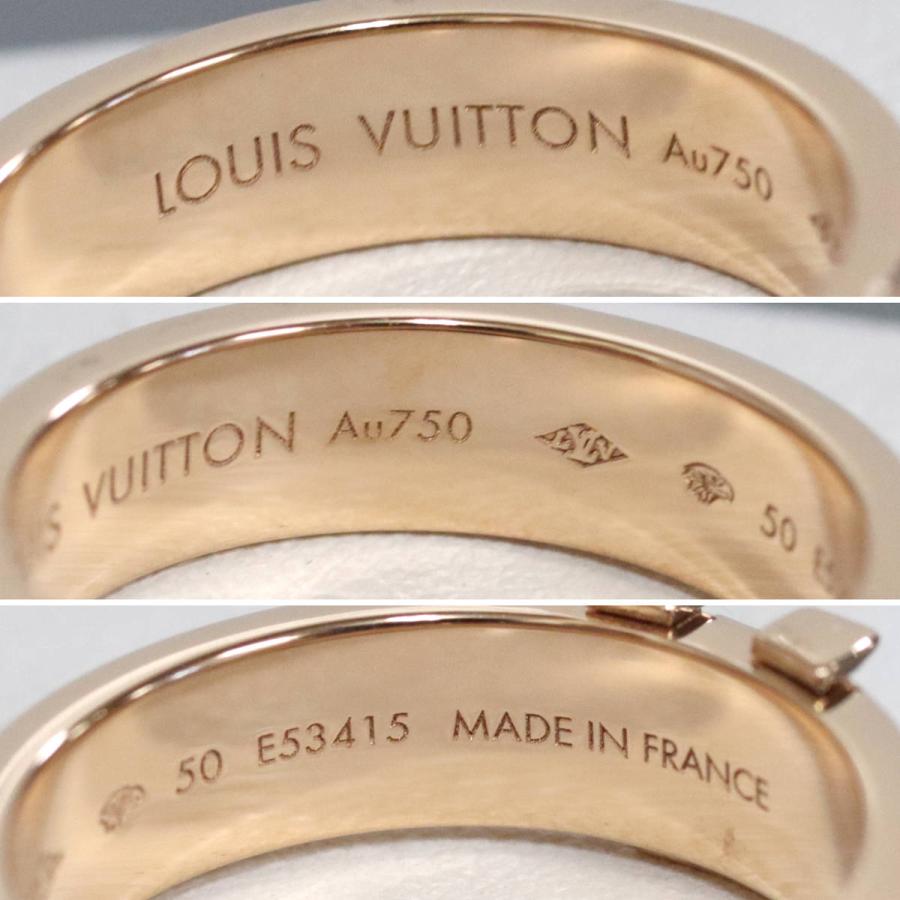 LOUIS VUITTON Au750
VUITTON Au750 50
50 E53415 MADE IN FRANCE